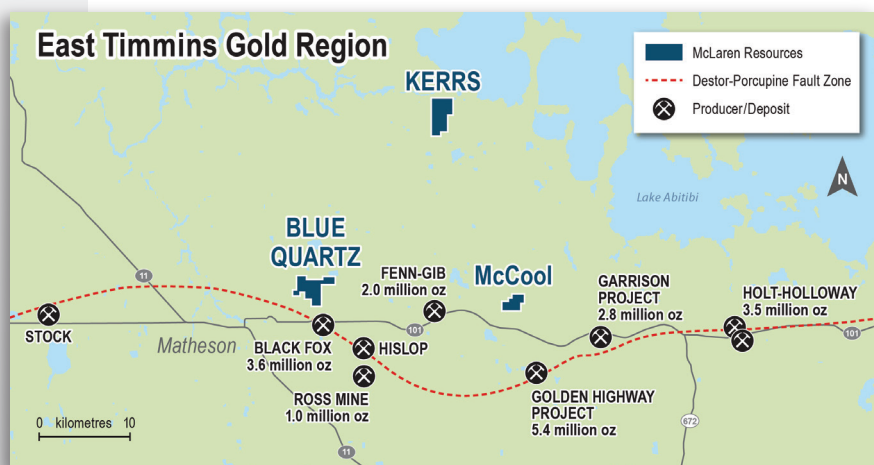 East Timmins Gold Region
McLaren Resources
Destor-Porcupine Fault Zone
Producer/Deposit
KERRS
N
Lake Abitibi
11
BLUE
QUARTZ
FENN-GIB
2.0 million oz
McCool
GARRISON
PROJECT
2.8 million oz
HOLT-HOLLOWAY
3.5 million oz
STOCK
Matheson
101
101
BLACK FOX
3.6 million oz
HISLOP
ROSS MINE
1.0 million oz
GOLDEN HIGHWAY
PROJECT
5.4 million oz
672
0 kilometres 10
11